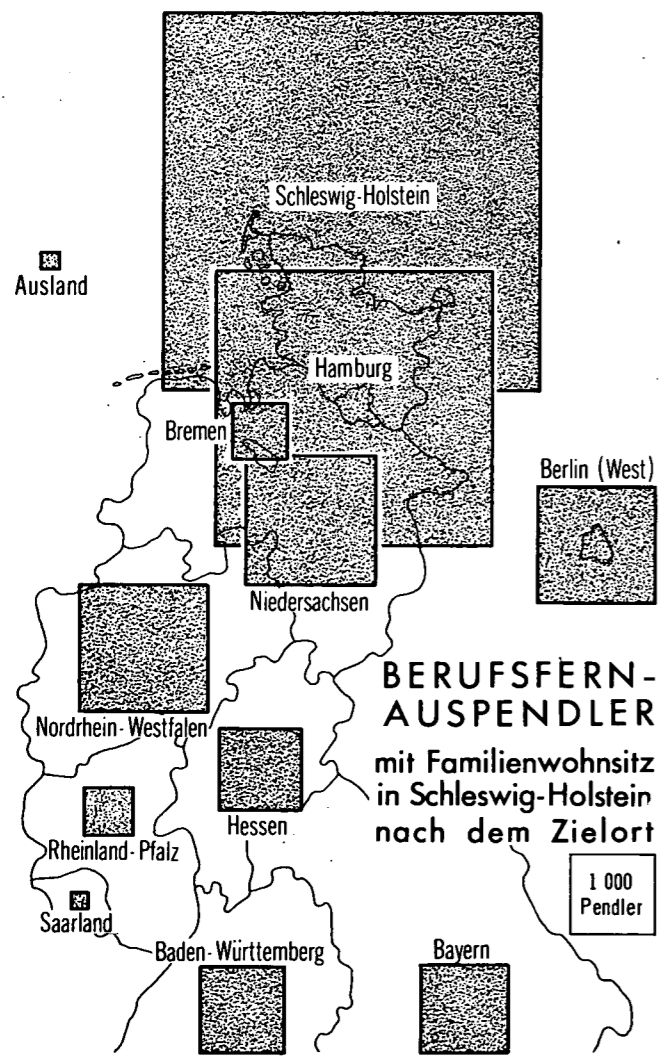 Schleswig-Holstein
Ausland
Hamburg
Bremen
Berlin (West)
Niedersachsen
BERUFSFERN-
AUSPENDLER
mit Familienwohnsitz
in Schleswig-Holstein
nach dem Zielort
Nordrhein-Westfalen
Hessen
Rheinland-Pfalz
1 000
Pendler
Saarland
Baden-Württemberg
Bayern